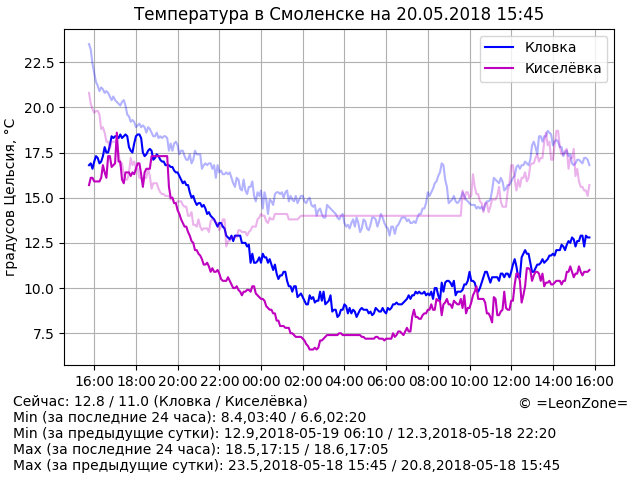 Температура в Смоленске на 20.05.2018 15:45
Кловка
Киселёвка
градусов Цельсия, °C
22.5
20.0
17.5
15.0
12.5
10.0
7.5
16:00 18:00 20:00 22:00 00:00 02:00 04:00 06:00 08:00 10:00 12:00 14:00 16:00
© =LeonZone=
Сейчас: 12.8 / 11.0 (Кловка / Киселёвка)
Min (за последние 24 часа): 8.4,03:40 / 6.6,02:20
Min (за предыдущие сутки): 12.9,2018-05-19 06:10 / 12.3,2018-05-18 22:20
Max (за последние 24 часа): 18.5,17:15 / 18.6,17:05
Max (за предыдущие сутки): 23.5,2018-05-18 15:45 / 20.8,2018-05-18 15:45